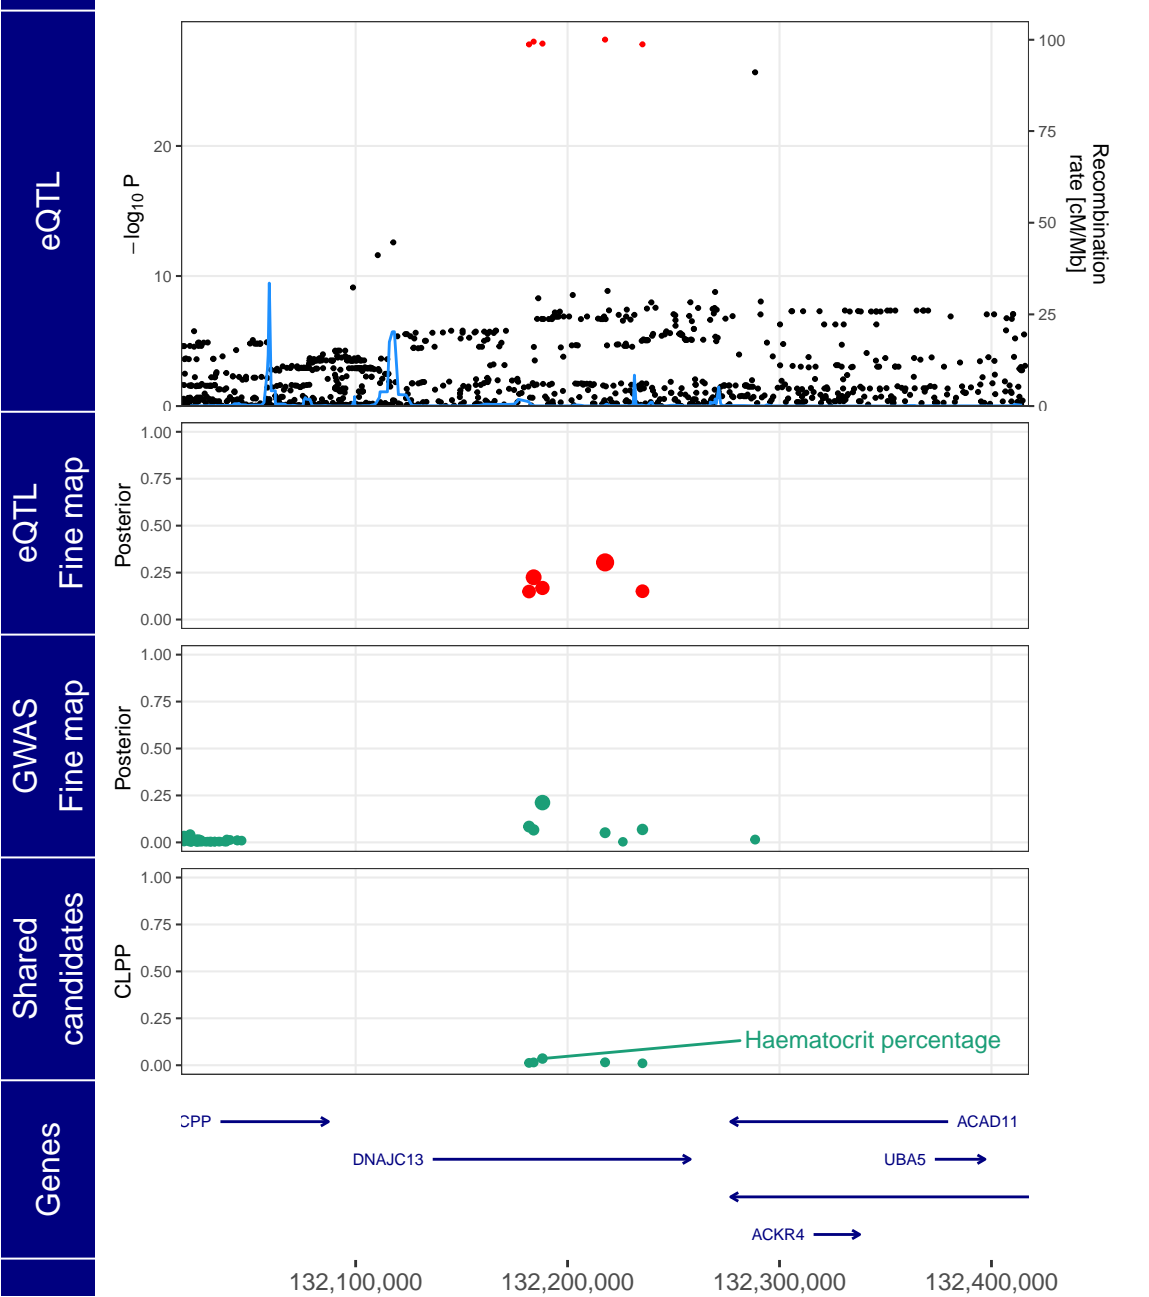 eQTL
−log10 P
20
10
0
100
75
50
25
0
Recombination
rate [cM/Mb]
eQTL
Fine map
Posterior
1.00
0.75
0.50
0.25
0.00
GWAS
Fine map
Posterior
1.00
0.75
0.50
0.25
0.00
Shared
candidates
CLPP
1.00
0.75
0.50
0.25
0.00
Haematocrit percentage
Genes
CPP
ACAD11
DNAJC13
UBA5
ACKR4
132,100,000
132,200,000
132,300,000
132,400,000